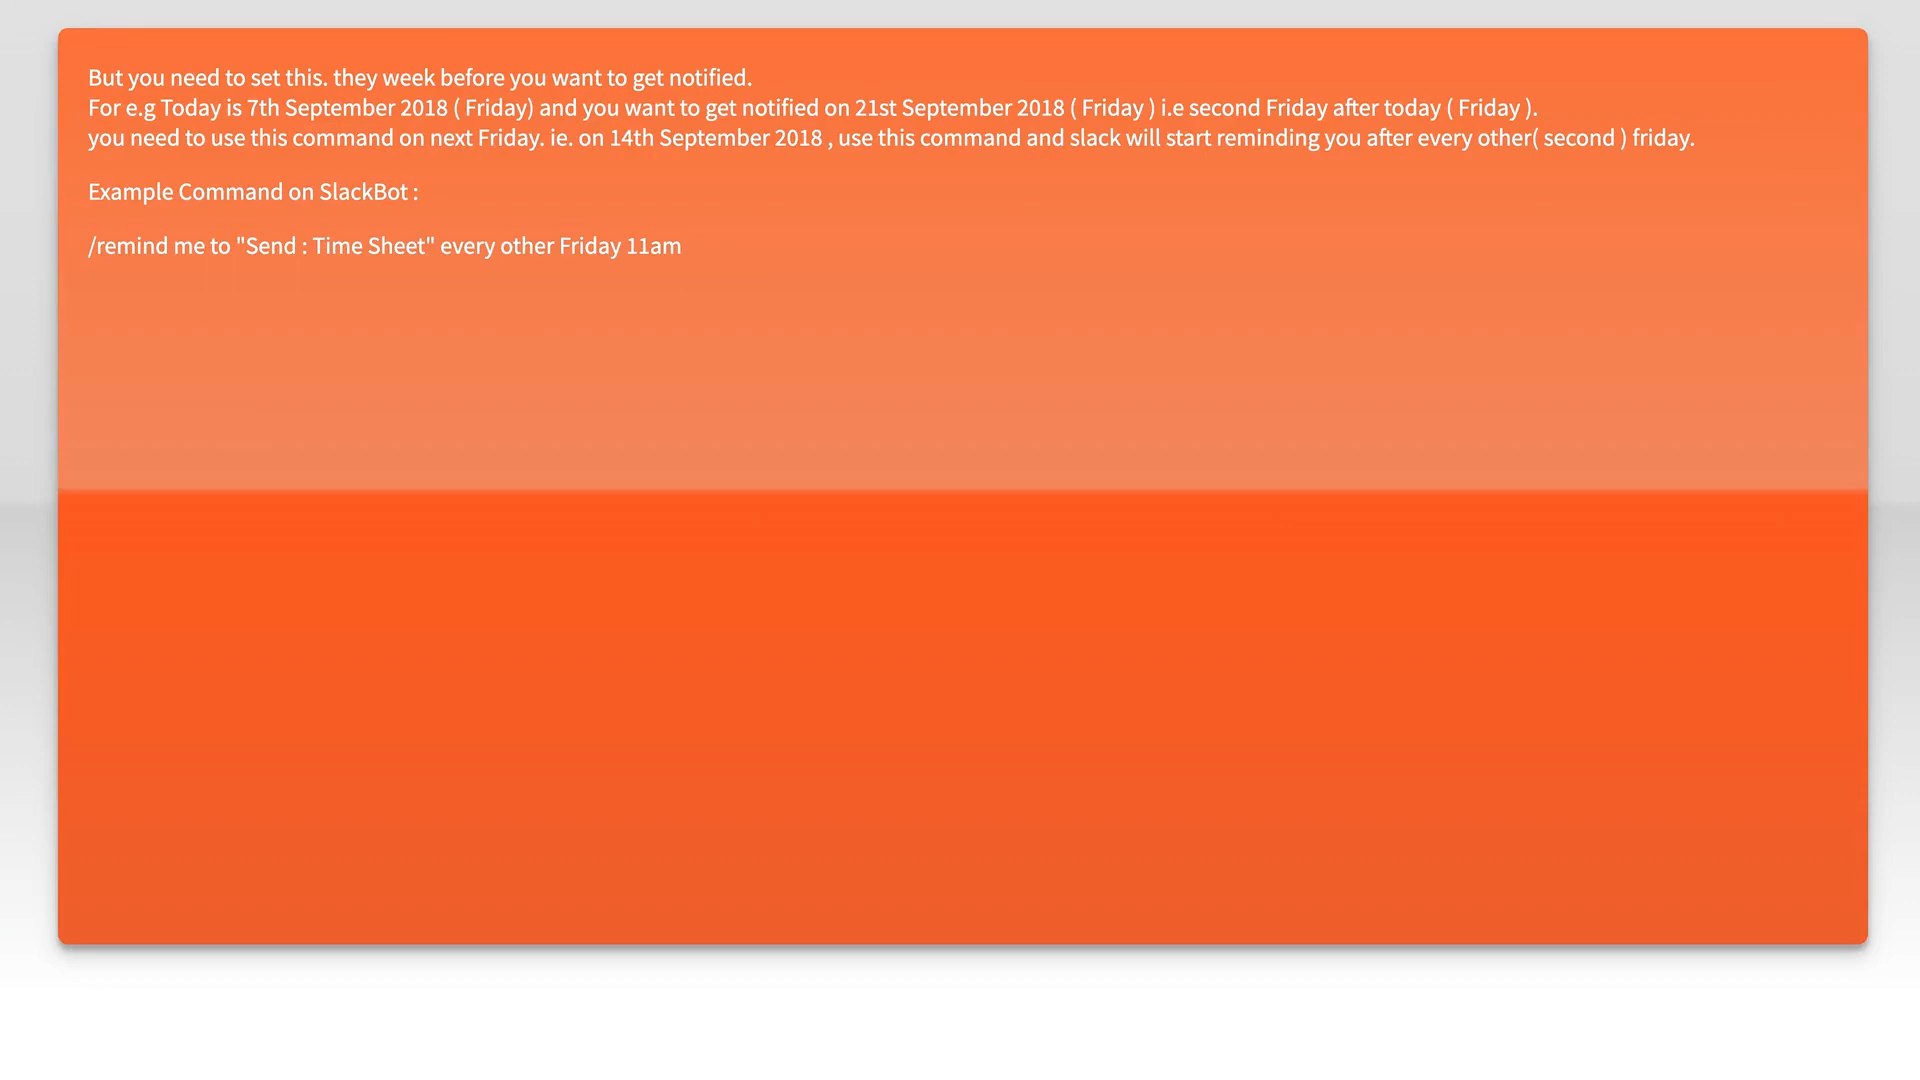 But you need to set this. they week before you want to get notified.
For e.g Today is 7th September 2018 ( Friday) and you want to get notified on 21st September 2018 ( Friday ) i.e second Friday after today ( Friday ).
you need to use this command on next Friday. ie. on 14th September 2018 , use this command and slack will start reminding you after every other( second ) friday.
Example Command on SlackBot :
/remind me to "Send : Time Sheet" every other Friday 11am